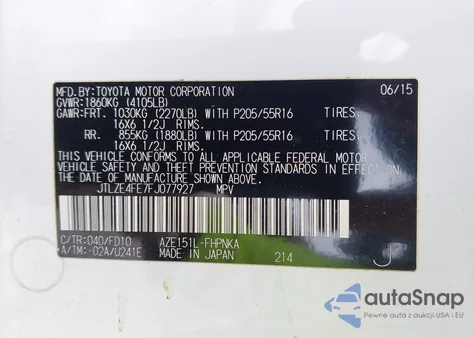 MFD.BY: TOYOTA MOTOR CORPORATION 06/15
GVWR: 1860KG (4105LB)
GAWR: FRT. 1030KG (2270LB) WITH P205/55R16 TIRES,
16X6 1/2J RIMS,
RR. 855KG (1880LB) WITH P205/55R16 TIRES,
16X6 1/2J RIMS,
THIS VEHICLE CONFORMS TO ALL APPLICABLE FEDERAL MOTOR
VEHICLE SAFETY, BUMPER, AND THEFT PREVENTION STANDARDS IN EFFECT
ON THE DATE OF MANUFACTURE SHOWN ABOVE.
JTLZE4FE7FJ077927 MPV
C/TR: 040/FD10 AZE151L-FHPNKA
A/TM: -02A/U241E MADE IN JAPAN 214 J
autoSnap
Pewne auta z aukcji USA i EU